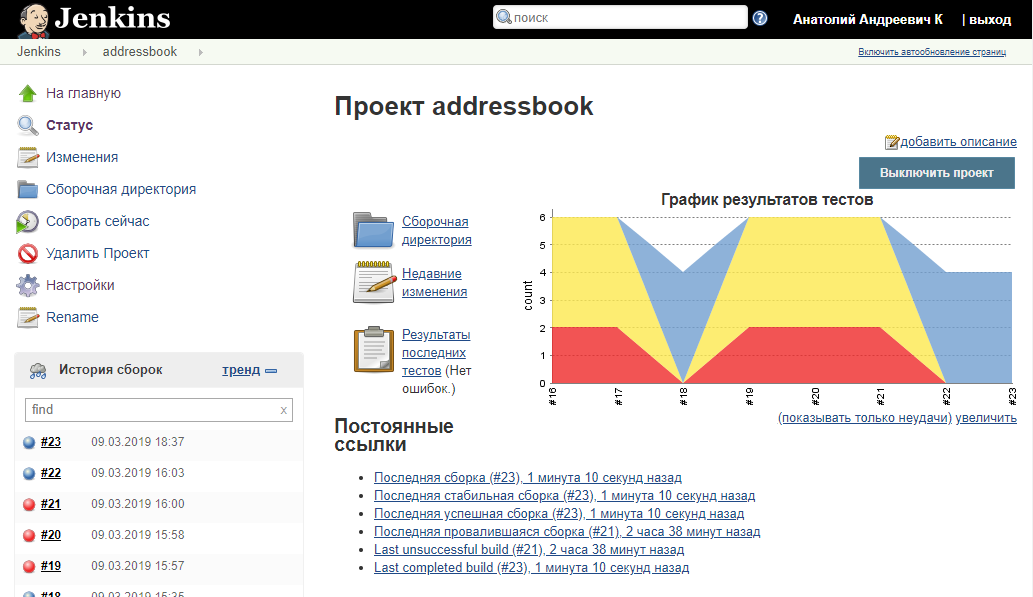 Jenkins
поиск
Анатолий Андреевич К | выход
Jenkins addressbook
Включить автообновление страниц
На главную
Статус
Изменения
Сборочная директория
Собрать сейчас
Удалить Проект
Настройки
Rename
История сборок тренд
find x
#23 09.03.2019 18:37
#22 09.03.2019 16:03
#21 09.03.2019 16:00
#20 09.03.2019 15:58
#19 09.03.2019 15:57
#18 09.03.2019 15:35
Проект addressbook
добавить описание
Выключить проект
Сборочная
директория
Недавние
изменения
Результаты
последних
тестов (Нет
ошибок.)
График результатов тестов
count
6
5
4
3
2
1
0
#16 #17 #18 #19 #20 #21 #22 #23
(показывать только неудачи) увеличить
Постоянные
ссылки
Последняя сборка (#23), 1 минута 10 секунд назад
Последняя стабильная сборка (#23), 1 минута 10 секунд назад
Последняя успешная сборка (#23), 1 минута 10 секунд назад
Последняя провалившаяся сборка (#21), 2 часа 38 минут назад
Last unsuccessful build (#21), 2 часа 38 минут назад
Last completed build (#23), 1 минута 10 секунд назад